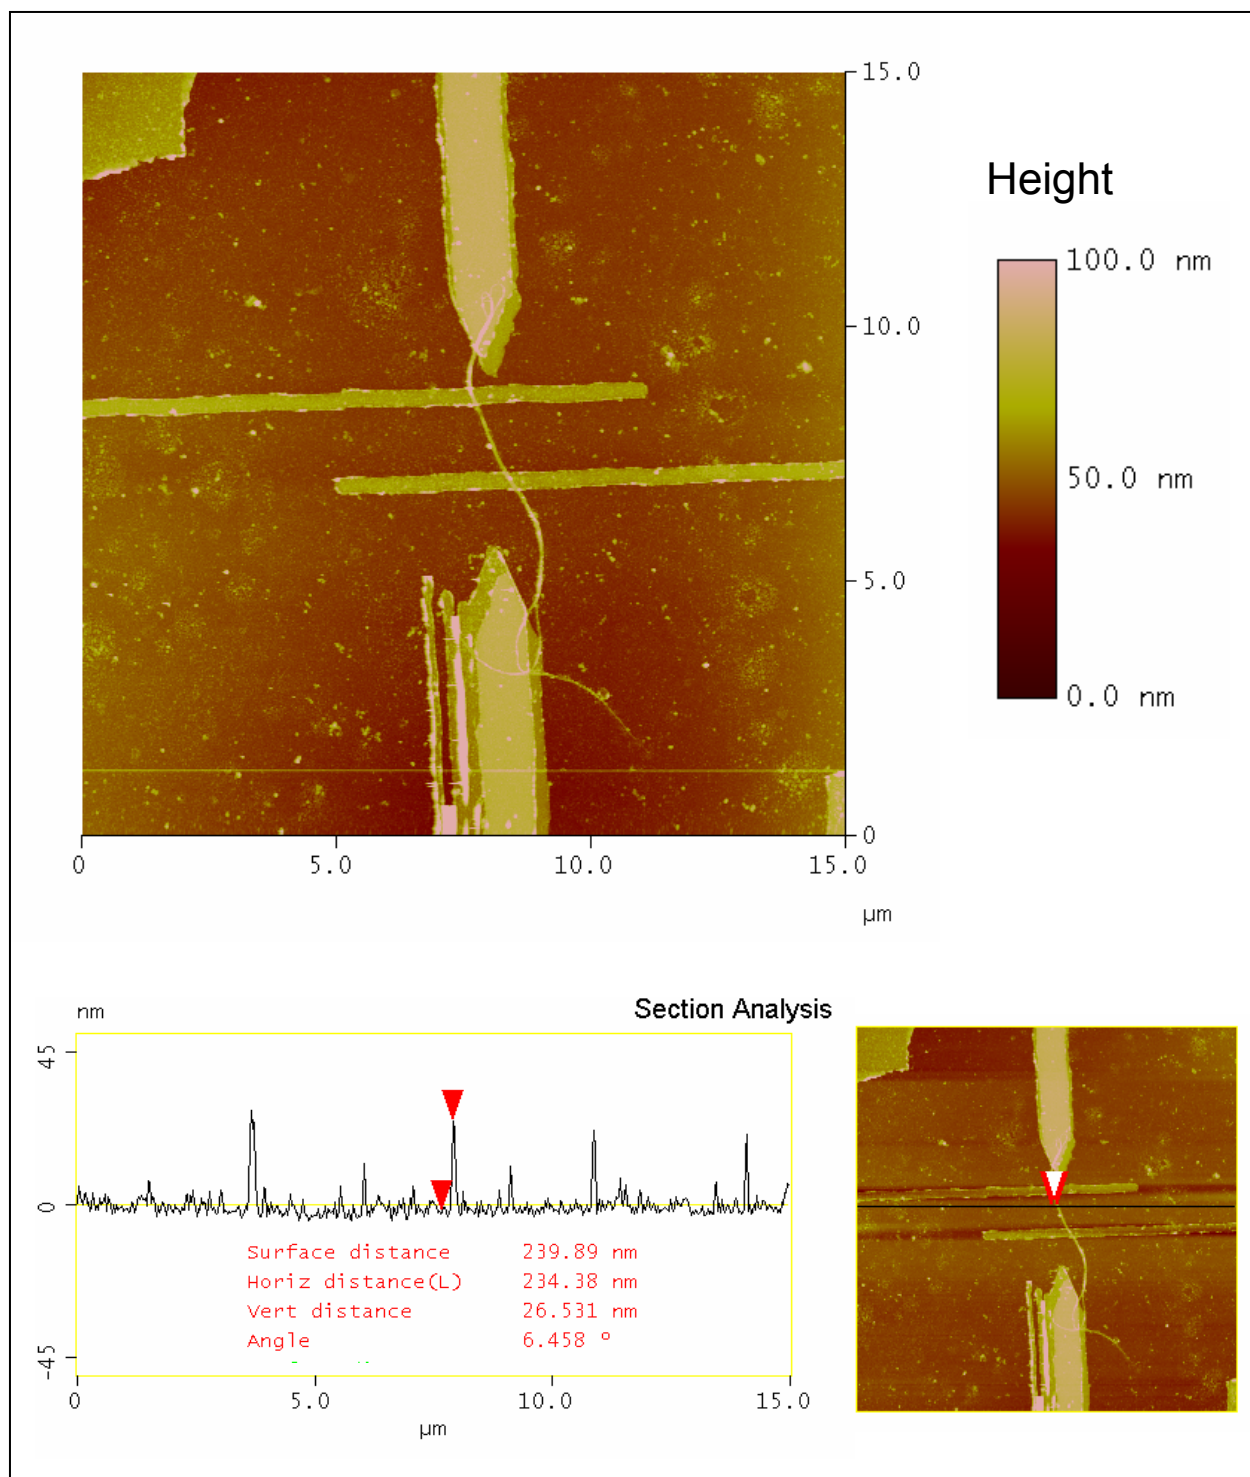 15.0
Height
100.0 nm
10.0
50.0 nm
5.0
0.0 nm
0
0 5.0 10.0 15.0
µm
nm Section Analysis
45
0
Surface distance 239.89 nm
Horiz distance(L) 234.38 nm
Vert distance 26.531 nm
Angle 6.458 º
-45
0 5.0 10.0 15.0
µm